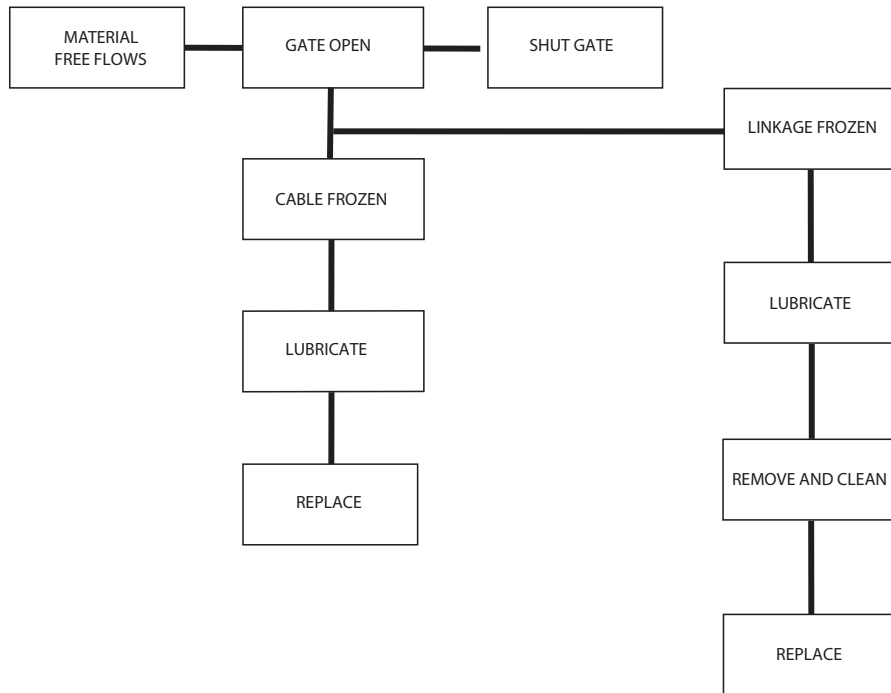 MATERIAL
FREE FLOWS
GATE OPEN
SHUT GATE
LINKAGE FROZEN
CABLE FROZEN
LUBRICATE
LUBRICATE
REPLACE
REMOVE AND CLEAN
REPLACE